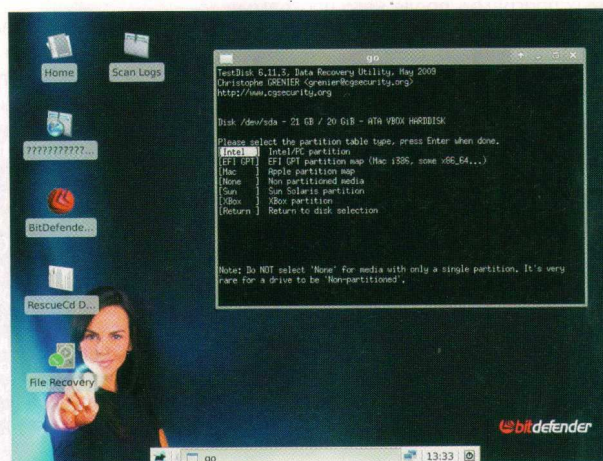 Home
Scan Logs
???????????...
BitDefende...
RescueCd D...
File Recovery
go
TestDisk 6.11.3, Data Recovery Utility, May 2009
Christophe GRENIER <grenier@cgsecurity.org>
http://www.cgsecurity.org
Disk /dev/sda - 21 GB / 20 GiB - ATA VBOX HARDDISK
Please select the partition table type, press Enter when done.
[Intel ] Intel/PC partition
[EFI GPT] EFI GPT partition map (Mac i386, some x86_64...)
[Mac ] Apple partition map
[None ] Non partitioned media
[Sun ] Sun Solaris partition
[XBox ] XBox partition
[Return ] Return to disk selection
Note: Do NOT select 'None' for media with only a single partition. It's very
rare for a drive to be 'Non-partitioned'.
bitdefender
go
13:33